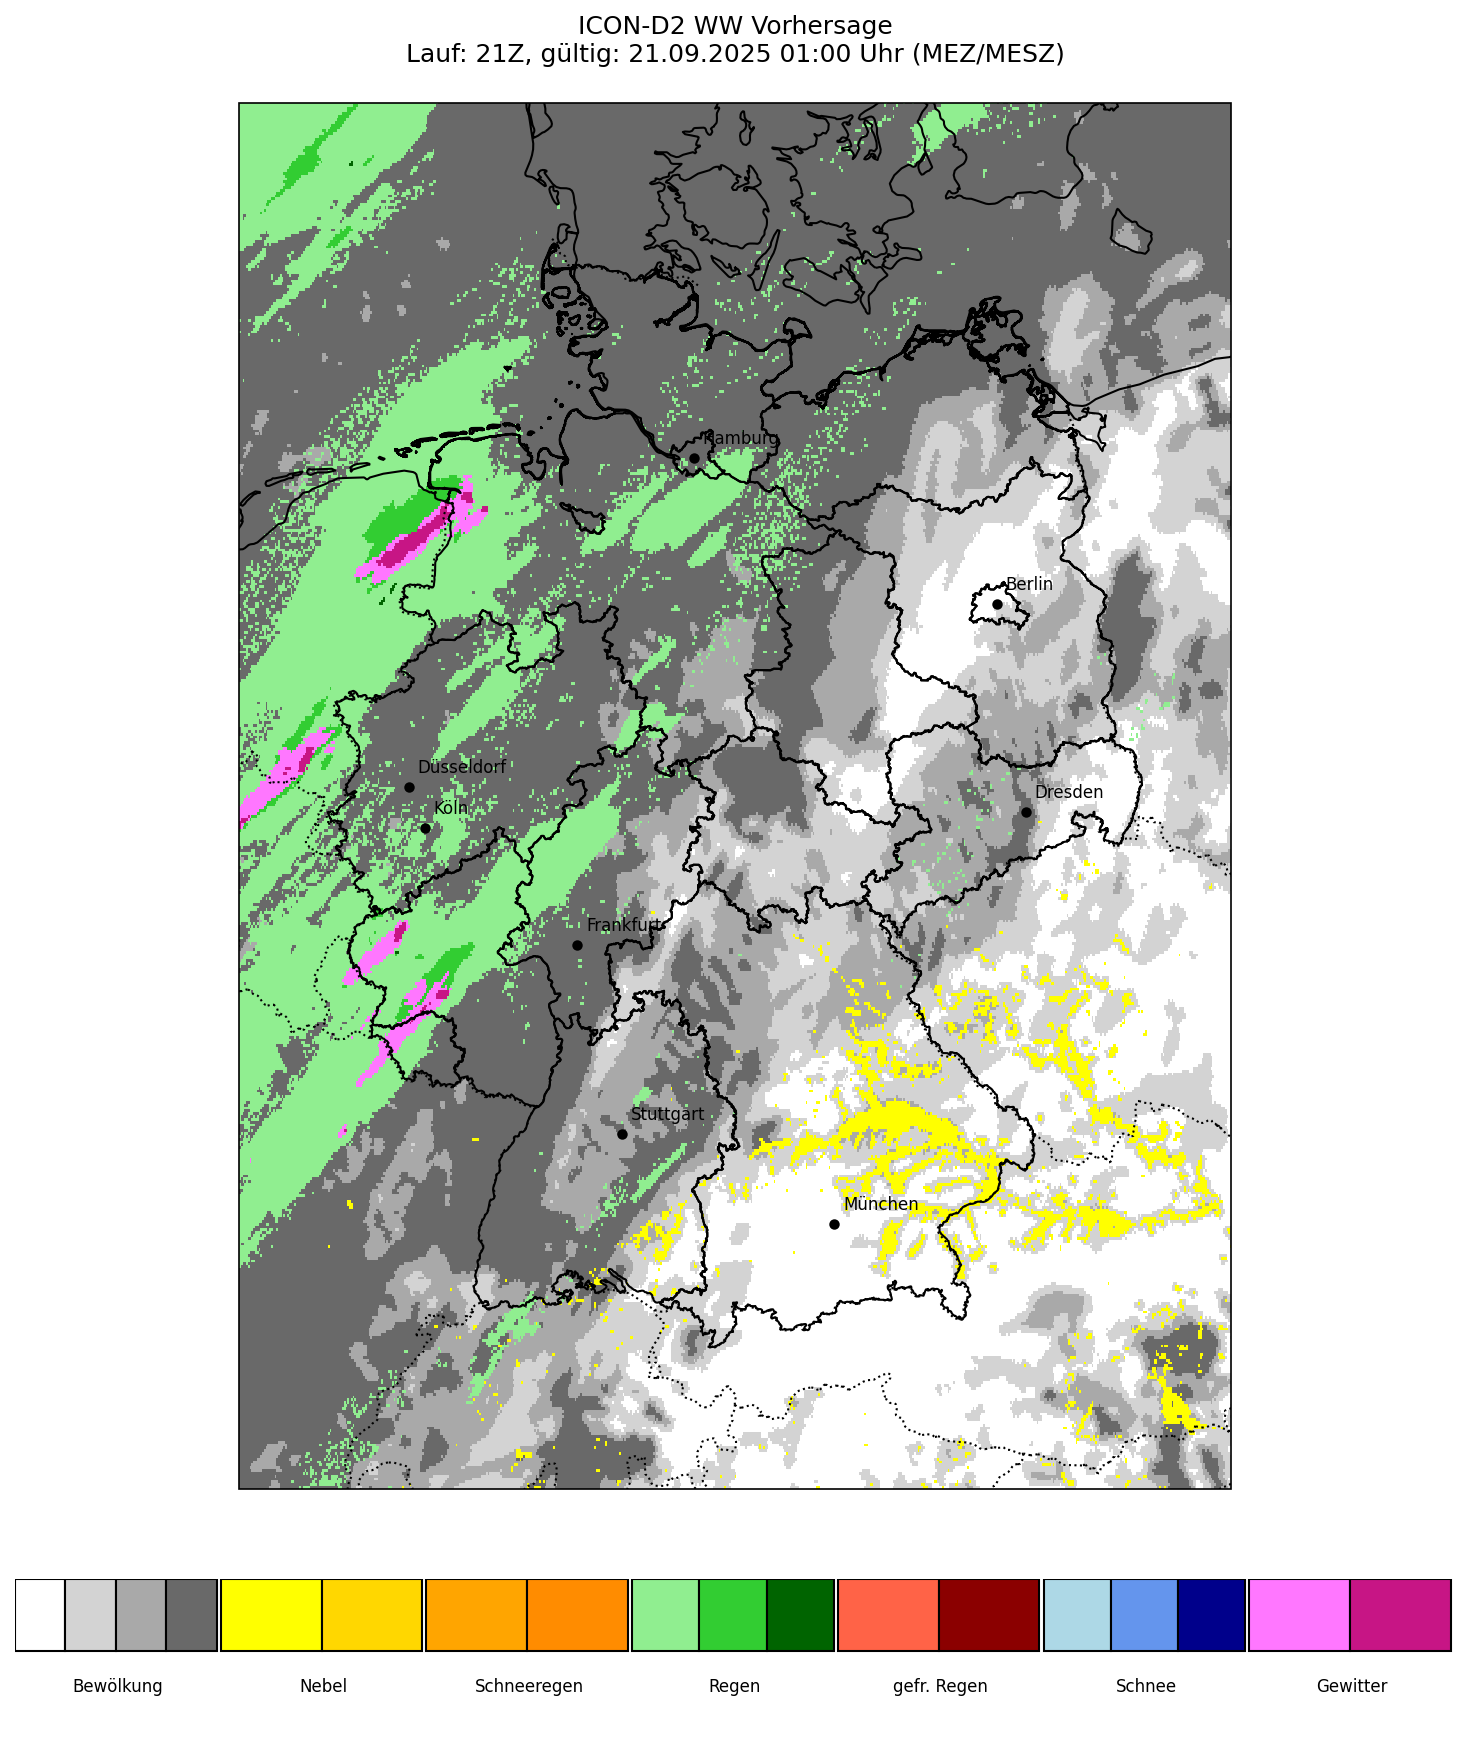 ICON-D2 WW Vorhersage
Lauf: 21Z, gültig: 21.09.2025 01:00 Uhr (MEZ/MESZ)
Hamburg
Berlin
Düsseldorf
Köln
Dresden
Frankfurt
Stuttgart
München
Bewölkung
Nebel
Schneeregen
Regen
gefr. Regen
Schnee
Gewitter